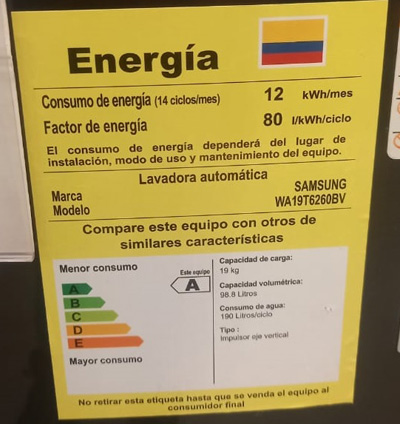 Energía
Consumo de energía (14 ciclos/mes) 12 kWh/mes
Factor de energía 80 l/kWh/ciclo
El consumo de energía dependerá del lugar de
instalación, modo de uso y mantenimiento del equipo.
Lavadora automática
Marca SAMSUNG
Modelo WA19T6260BV
Compare este equipo con otros de
similares características
Menor consumo
Este equipo
A
A
B
C
D
E
Mayor consumo
Capacidad de carga:
19 kg
Capacidad volumétrica:
98.8 Litros
Consumo de agua:
190 Litros/ciclo
Tipo :
Impulsor eje vertical
No retirar esta etiqueta hasta que se venda el equipo al
consumidor final